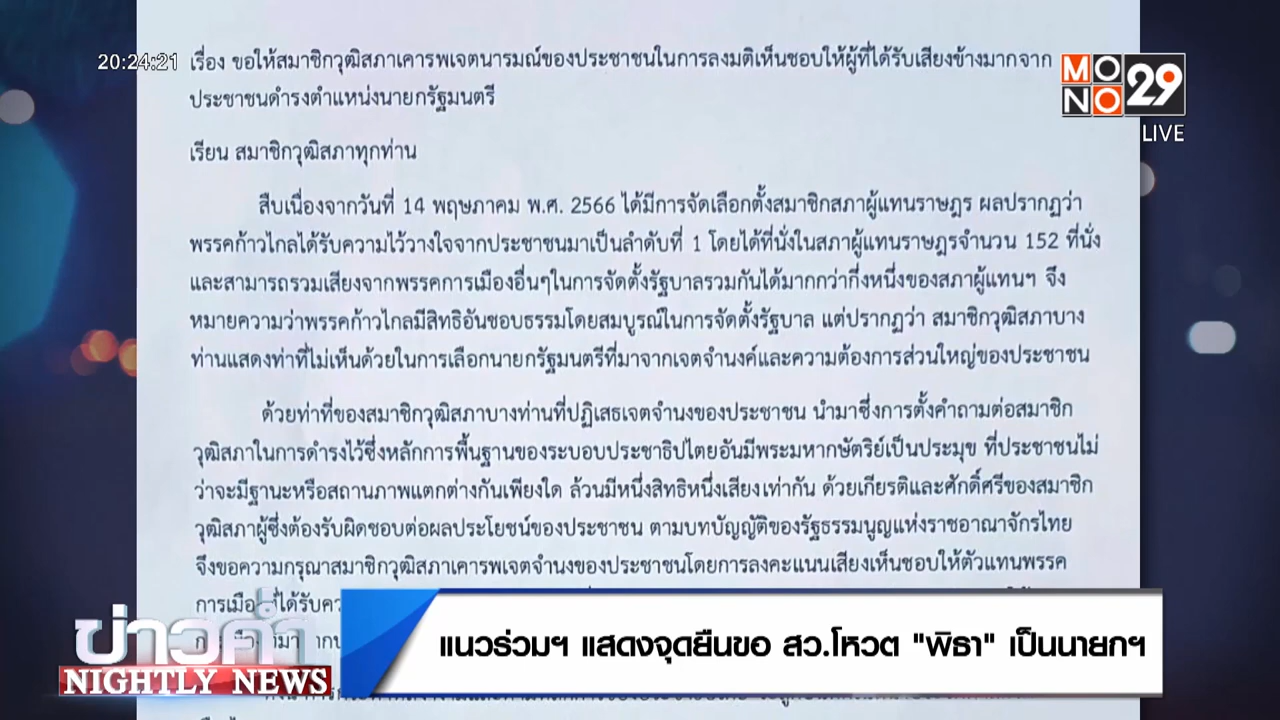 20:24:21
MONO 29
LIVE
เรื่อง ขอให้สมาชิกวุฒิสภาเคารพเจตนารมณ์ของประชาชนในการลงมติเห็นชอบให้ผู้ที่ได้รับเสียงข้างมากจาก
ประชาชนดำรงตำแหน่งนายกรัฐมนตรี
เรียน สมาชิกวุฒิสภาทุกท่าน
สืบเนื่องจากวันที่ 14 พฤษภาคม พ.ศ. 2566 ได้มีการจัดเลือกตั้งสมาชิกสภาผู้แทนราษฎร ผลปรากฏว่า
พรรคก้าวไกลได้รับความไว้วางใจจากประชาชนมาเป็นลำดับที่ 1 โดยได้ที่นั่งในสภาผู้แทนราษฎรจำนวน 152 ที่นั่ง
และสามารถรวมเสียงจากพรรคการเมืองอื่นๆในการจัดตั้งรัฐบาลรวมกันได้มากกว่ากึ่งหนึ่งของสภาผู้แทนฯ จึง
หมายความว่าพรรคก้าวไกลมีสิทธิอันชอบธรรมโดยสมบูรณ์ในการจัดตั้งรัฐบาล แต่ปรากฏว่า สมาชิกวุฒิสภาบาง
ท่านแสดงท่าที่ไม่เห็นด้วยในการเลือกนายกรัฐมนตรีที่มาจากเจตจำนงค์และความต้องการส่วนใหญ่ของประชาชน
ด้วยท่าที่ของสมาชิกวุฒิสภาบางท่านที่ปฏิเสธเจตจำนงของประชาชน นำมาซึ่งการตั้งคำถามต่อสมาชิก
วุฒิสภาในการดำรงไว้ซึ่งหลักการพื้นฐานของระบอบประชาธิปไตยอันมีพระมหากษัตริย์เป็นประมุข ที่ประชาชนไม่
ว่าจะมีฐานะหรือสถานภาพแตกต่างกันเพียงใด ล้วนมีหนึ่งสิทธิหนึ่งเสียงเท่ากัน ด้วยเกียรติและศักดิ์ศรีของสมาชิก
วุฒิสภาผู้ซึ่งต้องรับผิดชอบต่อผลประโยชน์ของประชาชน ตามบทบัญญัติของรัฐธรรมนูญแห่งราชอาณาจักรไทย
จึงขอความกรุณาสมาชิกวุฒิสภาเคารพเจตจำนงของประชาชนโดยการลงคะแนนเสียงเห็นชอบให้ตัวแทนพรรค
การเมือ ที่ได้รับคว
ข่าวค่ำ
NIGHTLY NEWS
แนวร่วมฯ แสดงจุดยืนขอ สว.โหวต "พิธา" เป็นนายกฯ